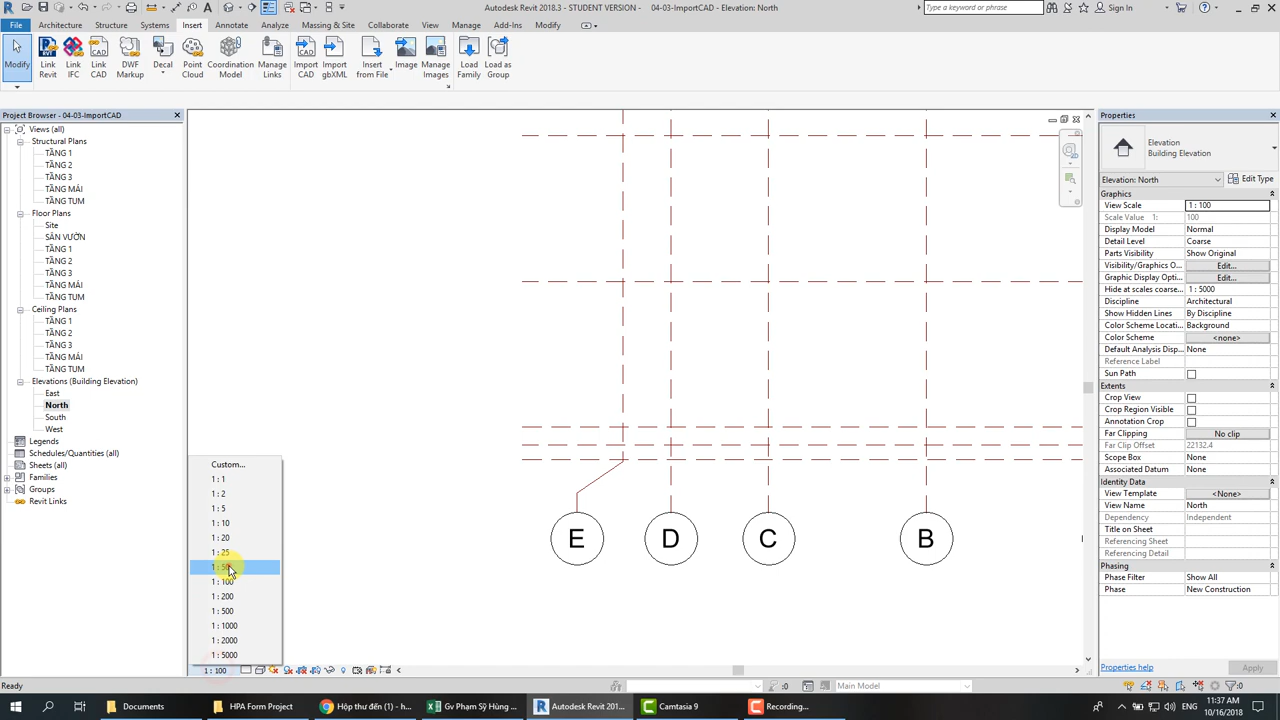 Autodesk Revit 2018.3 - STUDENT VERSION - 04-03-ImportCAD - Elevation: North
Type a keyword or phrase
Sign In
File Architecture Structure Systems Insert Annotate Analyze Massing & Site Collaborate View Manage Add-Ins Modify
Modify
Link Revit
Link IFC
Link CAD
DWF Markup
Decal
Point Cloud
Coordination Model
Manage Links
Import CAD
Import gbXML
Insert from File
Image
Manage Images
Load Family
Load as Group
Project Browser - 04-03-ImportCAD
Views (all)
Structural Plans
TẦNG 1
TẦNG 2
TẦNG 3
TẦNG MÁI
TẦNG TUM
Floor Plans
Site
SÂN VƯỜN
TẦNG 1
TẦNG 2
TẦNG 3
TẦNG MÁI
TẦNG TUM
Ceiling Plans
TẦNG 1
TẦNG 2
TẦNG 3
TẦNG MÁI
TẦNG TUM
Elevations (Building Elevation)
East
North
South
West
Legends
Schedules/Quantities (all)
Sheets (all)
Families
Groups
Revit Links
Custom...
1 : 1
1 : 2
1 : 5
1 : 10
1 : 20
1 : 25
1 : 50
1 : 100
1 : 200
1 : 500
1 : 1000
1 : 2000
1 : 5000
1 : 100
E D C B
Properties
Elevation
Building Elevation
Elevation: North
Edit Type
Graphics
View Scale 1 : 100
Scale Value 1: 100
Display Model Normal
Detail Level Coarse
Parts Visibility Show Original
Visibility/Graphics O... Edit...
Graphic Display Opti... Edit...
Hide at scales coarse... 1 : 5000
Discipline Architectural
Show Hidden Lines By Discipline
Color Scheme Locati... Background
Color Scheme <none>
Default Analysis Disp... None
Reference Label
Sun Path
Extents
Crop View
Crop Region Visible
Annotation Crop
Far Clipping No clip
Far Clip Offset 22132.4
Scope Box None
Associated Datum None
Identity Data
View Template <None>
View Name North
Dependency Independent
Title on Sheet
Referencing Sheet
Referencing Detail
Phasing
Phase Filter Show All
Phase New Construction
Properties help
Apply
Ready
:0
Main Model
:0
Documents
HPA Form Project
Hộp thư đến (1) - h...
Gv Phạm Sỹ Hùng ...
Autodesk Revit 201...
Camtasia 9
Recording...
11:37 AM
10/16/2018